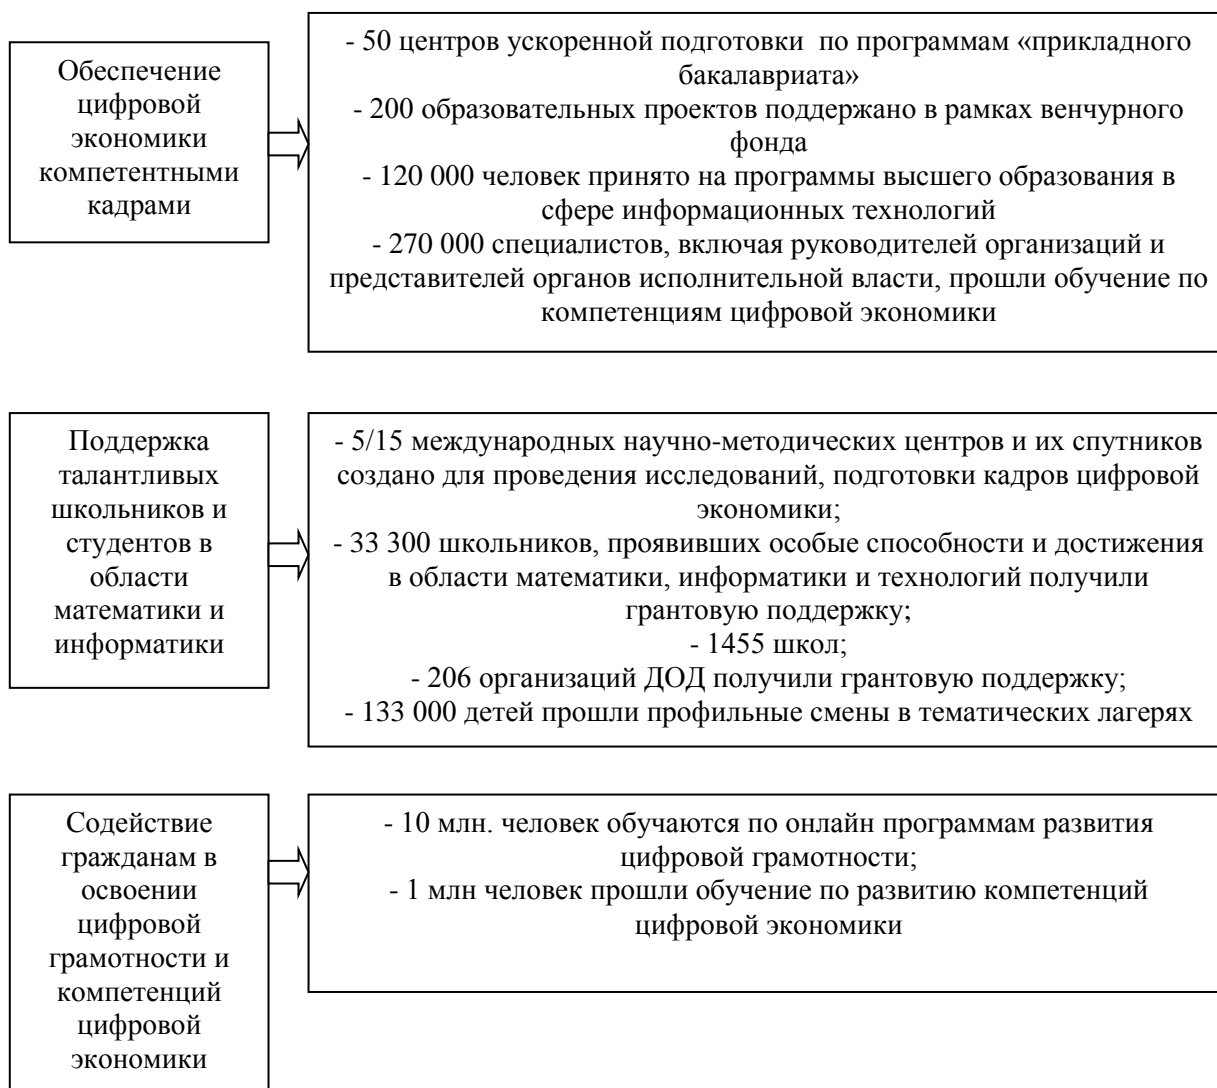 Обеспечение
цифровой
экономики
компетентными
кадрами
- 50 центров ускоренной подготовки по программам «прикладного
бакалавриата»
- 200 образовательных проектов поддержано в рамках венчурного
фонда
- 120 000 человек принято на программы высшего образования в
сфере информационных технологий
- 270 000 специалистов, включая руководителей организаций и
представителей органов исполнительной власти, прошли обучение по
компетенциям цифровой экономики
Поддержка
талантливых
школьников и
студентов в
области
математики и
информатики
- 5/15 международных научно-методических центров и их спутников
создано для проведения исследований, подготовки кадров цифровой
экономики;
- 33 300 школьников, проявивших особые способности и достижения
в области математики, информатики и технологий получили
грантовую поддержку;
- 1455 школ;
- 206 организаций ДОД получили грантовую поддержку;
- 133 000 детей прошли профильные смены в тематических лагерях
Содействие
гражданам в
освоении
цифровой
грамотности и
компетенций
цифровой
экономики
- 10 млн. человек обучаются по онлайн программам развития
цифровой грамотности;
- 1 млн человек прошли обучение по развитию компетенций
цифровой экономики